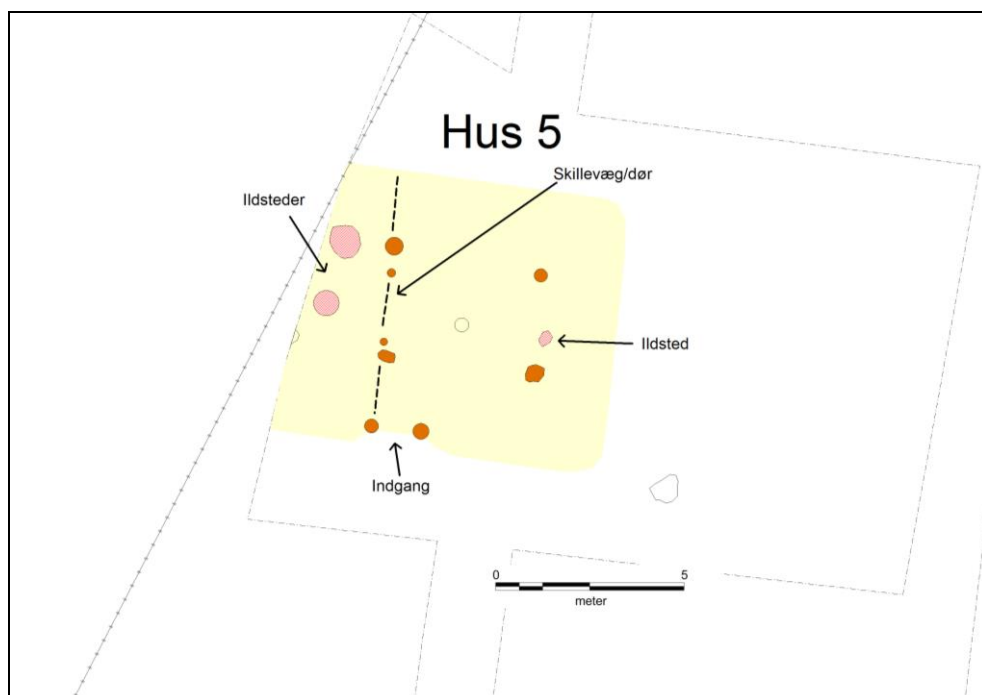 Hus 5
Skillevæg/dør
Ildsteder
Ildsted
Indgang
0 5
meter